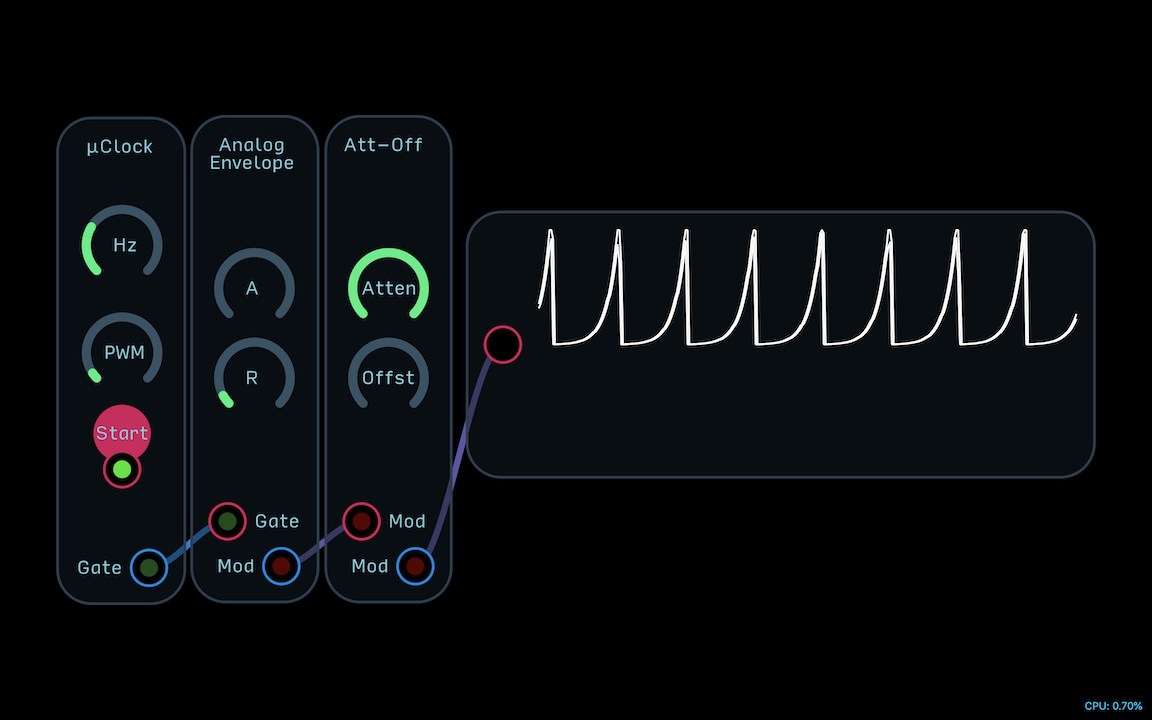 µClock
Hz
PWM
Start
Gate
Analog
Envelope
A
R
Gate
Mod
Att-Off
Atten
Offst
Mod
Mod
CPU: 0.70%